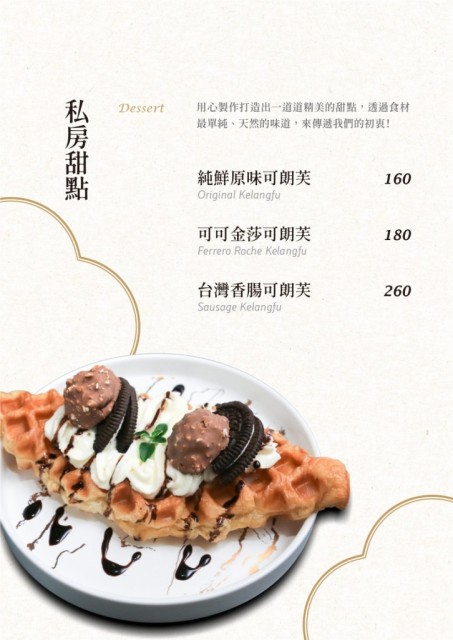 私房甜點
Dessert
用心製作打造出一道道精美的甜點，透過食材
最單純、天然的味道，來傳遞我們的初衷！
純鮮原味可朗芙 160
Original Kelangfu
可可金莎可朗芙 180
Ferrero Roche Kelangfu
台灣香腸可朗芙 260
Sausage Kelangfu